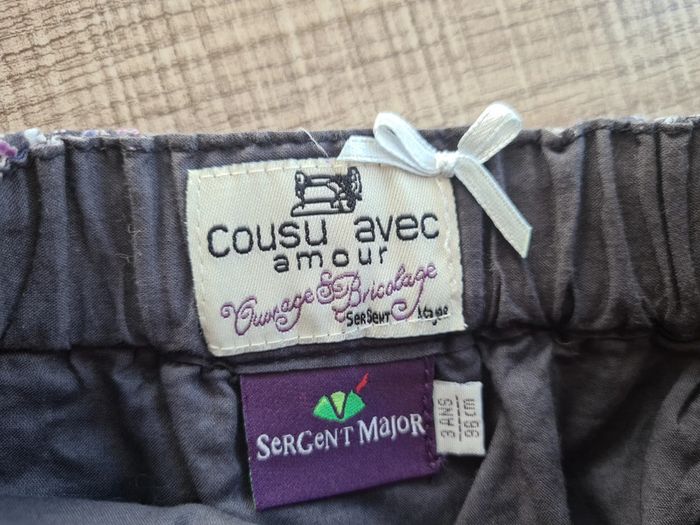 cousu avec
amour
Ouvrage & Bricolage
SerGent Major
SerGent Major
3 ANS
96 cm